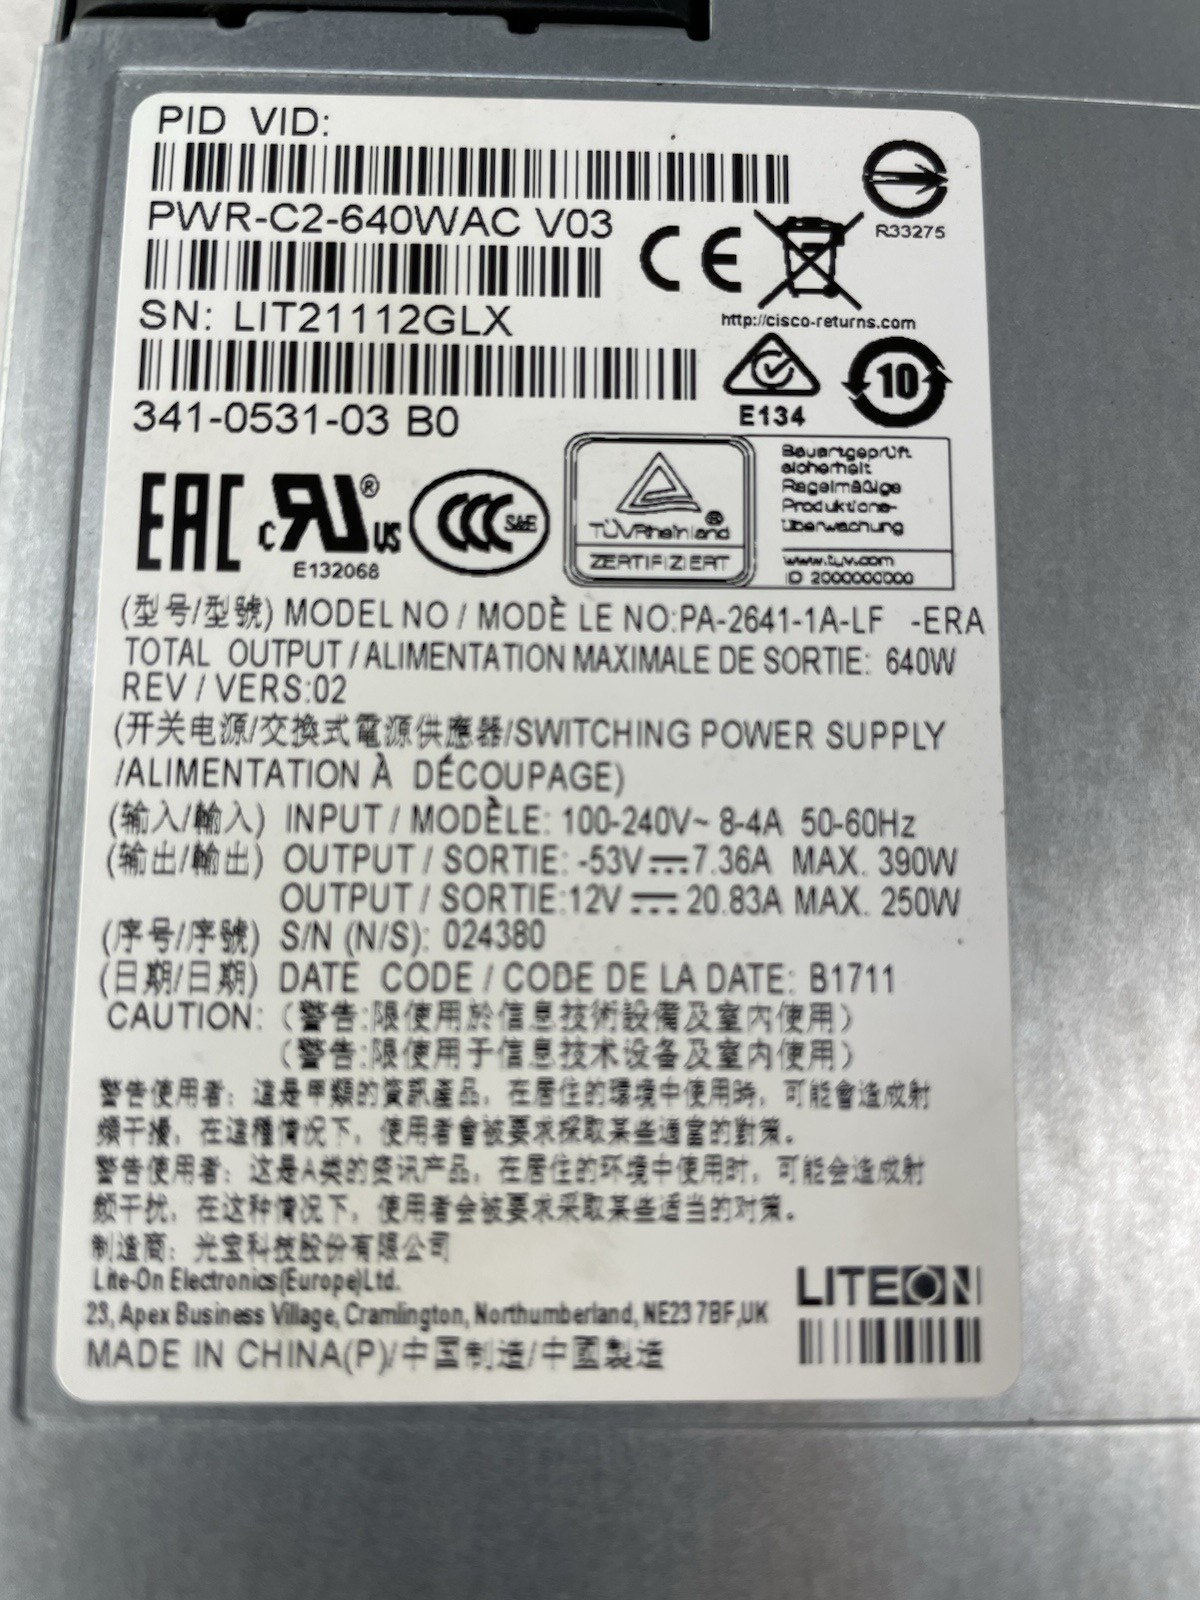 PID VID:
PWR-C2-640WAC V03
R33275
SN: LIT21112GLX
http://cisco-returns.com
341-0531-03 B0
E134
10
EAC
c RU ® US
E132068
CCC S&E
TÜVRheinland ®
ZERTIFIZIERT
Bauartgeprüft
sicherheit
Regelmäßige
Produktions-
überwachung
www.tuv.com
ID 2000000000
(型号/型號) MODEL NO / MODÈ LE NO:PA-2641-1A-LF -ERA
TOTAL OUTPUT / ALIMENTATION MAXIMALE DE SORTIE: 640W
REV / VERS:02
(开关电源/交換式電源供應器/SWITCHING POWER SUPPLY
/ALIMENTATION À DÉCOUPAGE)
(输入/輸入) INPUT / MODÈLE: 100-240V~ 8-4A 50-60Hz
(输出/輸出) OUTPUT / SORTIE: -53V⎓7.36A MAX. 390W
OUTPUT / SORTIE:12V ⎓ 20.83A MAX. 250W
(序号/序號) S/N (N/S): 024380
(日期/日期) DATE CODE / CODE DE LA DATE: B1711
CAUTION: (警告:限使用於信息技術設備及室內使用)
(警告:限使用于信息技术设备及室内使用)
警告使用者: 這是甲類的資訊產品, 在居住的環境中使用時, 可能會造成射
頻干擾, 在這種情況下, 使用者會被要求採取某些適當的對策。
警告使用者: 这是A类的资讯产品, 在居住的环境中使用时, 可能会造成射
频干扰, 在这种情况下, 使用者会被要求采取某些适当的对策。
制造商: 光宝科技股份有限公司
Lite-On Electronics(Europe)Ltd.
23, Apex Business Village, Cramlington, Northumberland, NE23 7BF,UK
LITEON
MADE IN CHINA(P)/中国制造/中國製造